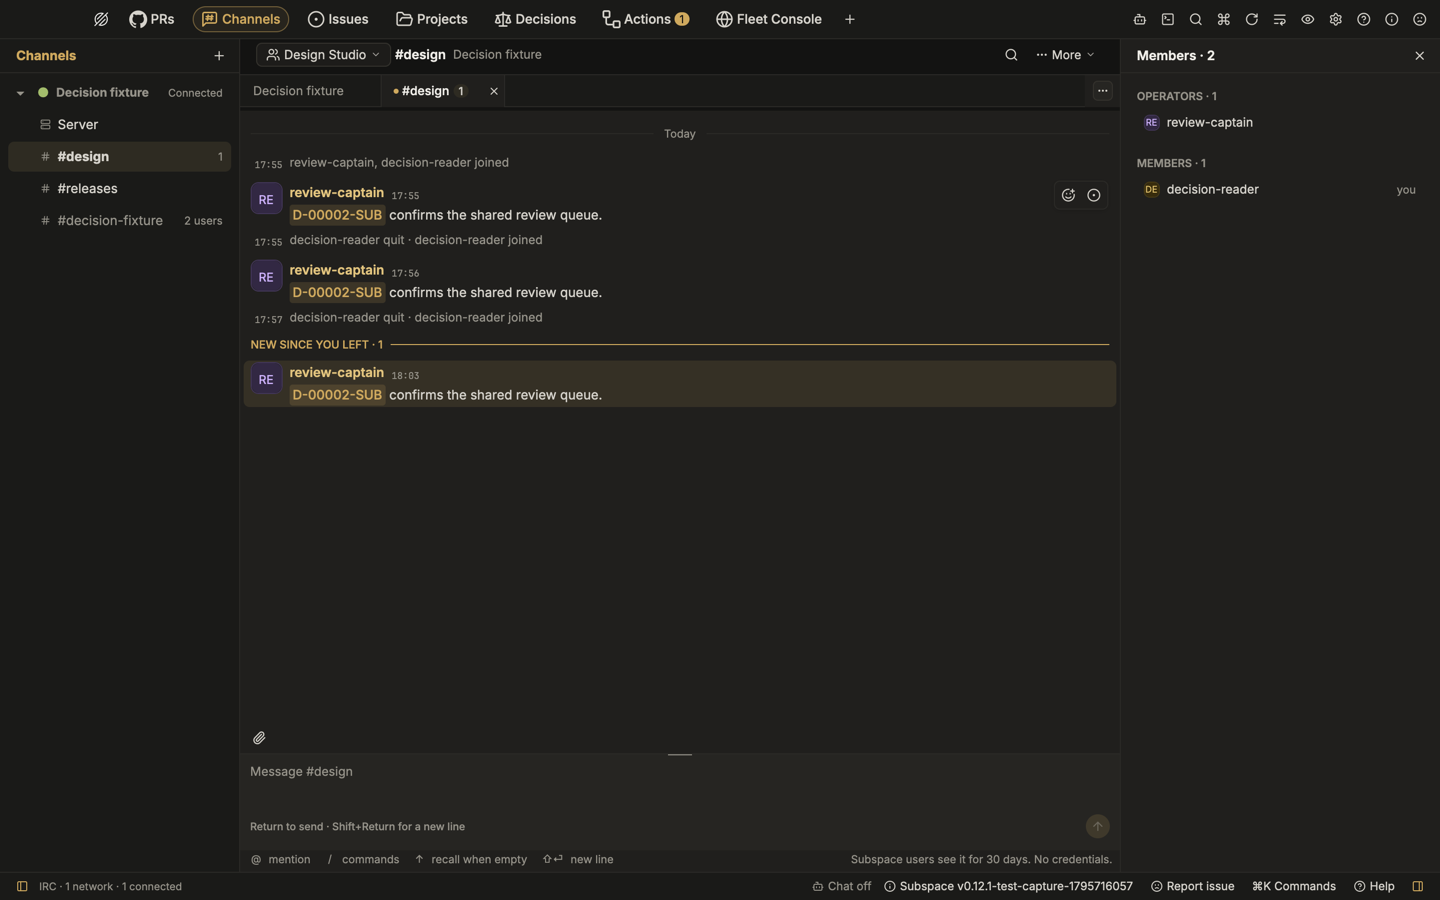 PRs Channels Issues Projects Decisions Actions 1 Fleet Console
Channels
Decision fixture Connected
Server
#design 1
#releases
#decision-fixture 2 users
Design Studio #design Decision fixture
More
Decision fixture #design 1
Today
17:55 review-captain, decision-reader joined
RE review-captain 17:55
D-00002-SUB confirms the shared review queue.
17:55 decision-reader quit · decision-reader joined
RE review-captain 17:56
D-00002-SUB confirms the shared review queue.
17:57 decision-reader quit · decision-reader joined
NEW SINCE YOU LEFT · 1
RE review-captain 18:03
D-00002-SUB confirms the shared review queue.
Message #design
Return to send · Shift+Return for a new line
@ mention / commands ↑ recall when empty ⇧⏎ new line
Subspace users see it for 30 days. No credentials.
Members · 2
OPERATORS · 1
RE review-captain
MEMBERS · 1
DE decision-reader you
IRC · 1 network · 1 connected
Chat off Subspace v0.12.1-test-capture-1795716057 Report issue ⌘K Commands Help